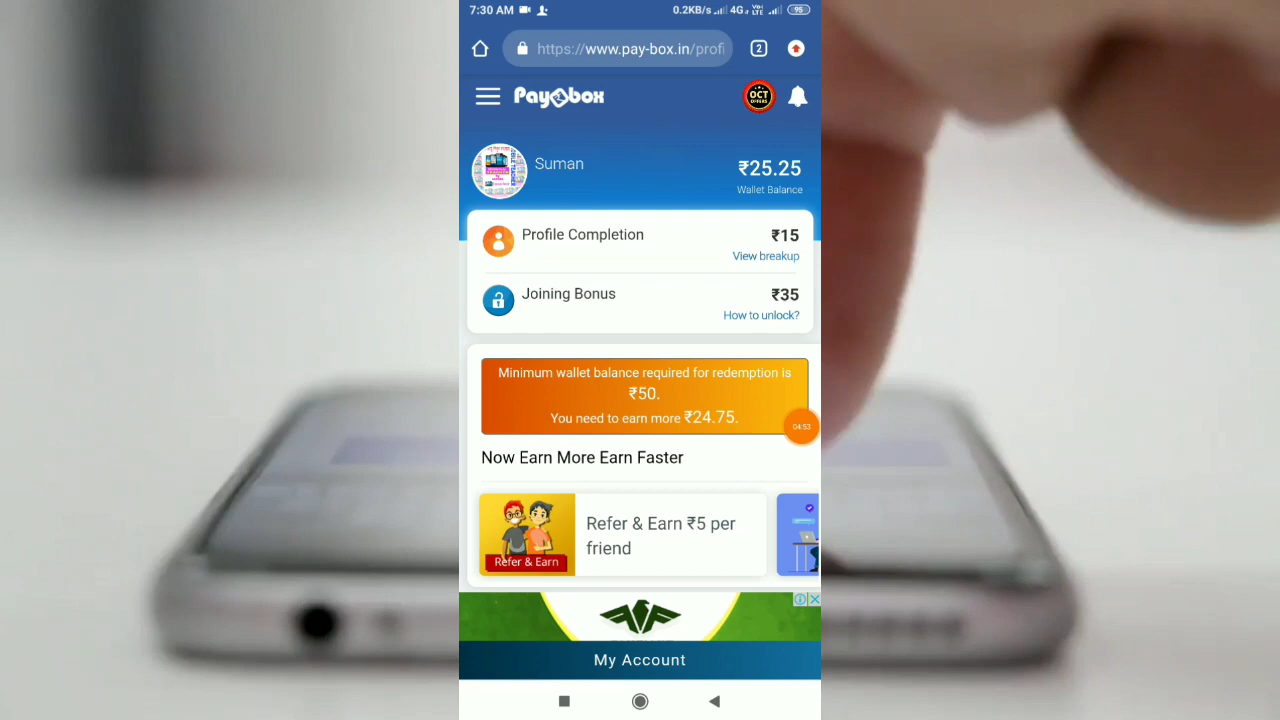 7:30 AM
0.2KB/s 4G Vo LTE 95
https://www.pay-box.in/profi
2
Paybox
OCT
OFFERS
Suman
₹25.25
Wallet Balance
Profile Completion
₹15
View breakup
Joining Bonus
₹35
How to unlock?
Minimum wallet balance required for redemption is
₹50.
You need to earn more ₹24.75.
04:53
Now Earn More Earn Faster
Refer & Earn ₹5 per
friend
Refer & Earn
My Account